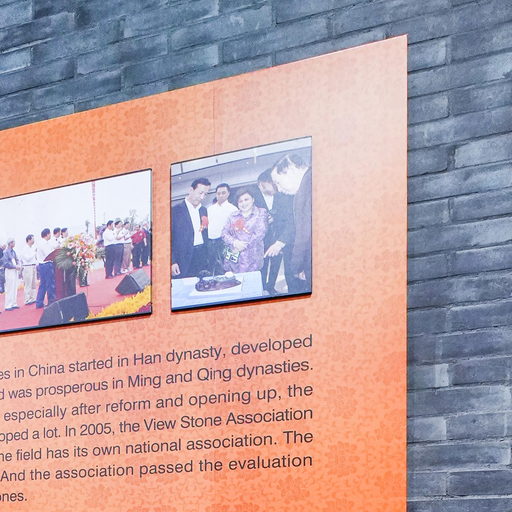 es in China started in Han dynasty, developed
d was prosperous in Ming and Qing dynasties.
especially after reform and opening up, the
oped a lot. In 2005, the View Stone Association
he field has its own national association. The
And the association passed the evaluation
ones.